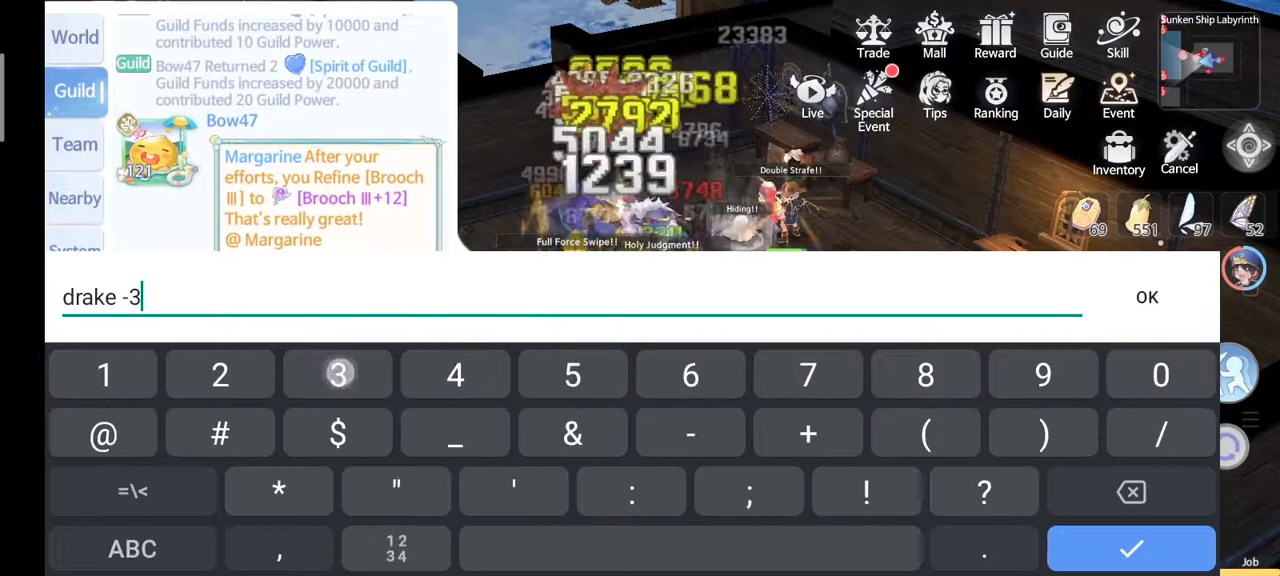 World
Guild
Team
Nearby
System
Guild Funds increased by 10000 and
contributed 10 Guild Power.
Guild Bow47 Returned 2 [Spirit of Guild],
Guild Funds increased by 20000 and
contributed 20 Guild Power.
Bow47
121
Margarine After your
efforts, you Refine [Brooch
III] to [Brooch III+12]
That's really great!
@ Margarine
23383
2792
5044
1239
Double Strafe!!
Hiding!!
Full Force Swipe!!
Holy Judgment!!
Trade
Mall
Reward
Guide
Skill
Live
Special
Event
Tips
Ranking
Daily
Event
Inventory
Cancel
Sunken Ship Labyrinth
69
551
97
52
drake -3
OK
1 2 3 4 5 6 7 8 9 0
@ # $ _ & - + ( ) /
=\< * " ' : ; ! ?
ABC , 12 34 .
Job